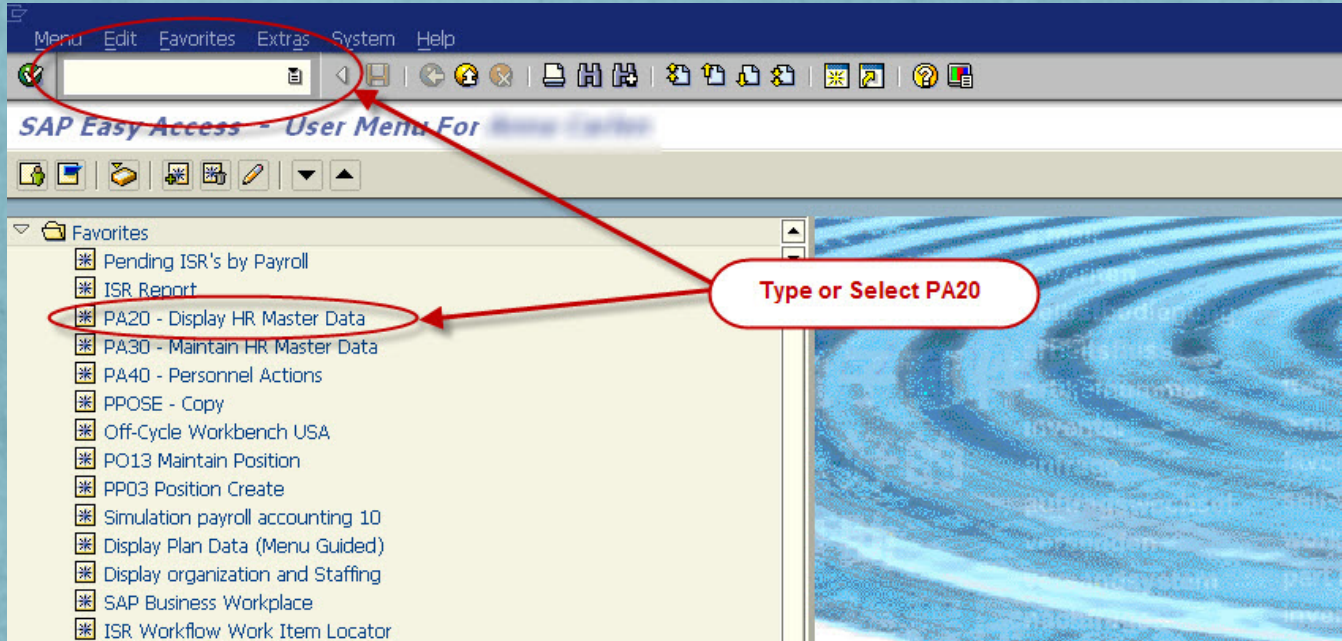 Menu Edit Favorites Extras System Help
SAP Easy Access - User Menu For
Favorites
Pending ISR's by Payroll
ISR Report
PA20 - Display HR Master Data
Type or Select PA20
PA30 - Maintain HR Master Data
PA40 - Personnel Actions
PPOSE - Copy
Off-Cycle Workbench USA
PO13 Maintain Position
PP03 Position Create
Simulation payroll accounting 10
Display Plan Data (Menu Guided)
Display organization and Staffing
SAP Business Workplace
ISR Workflow Work Item Locator